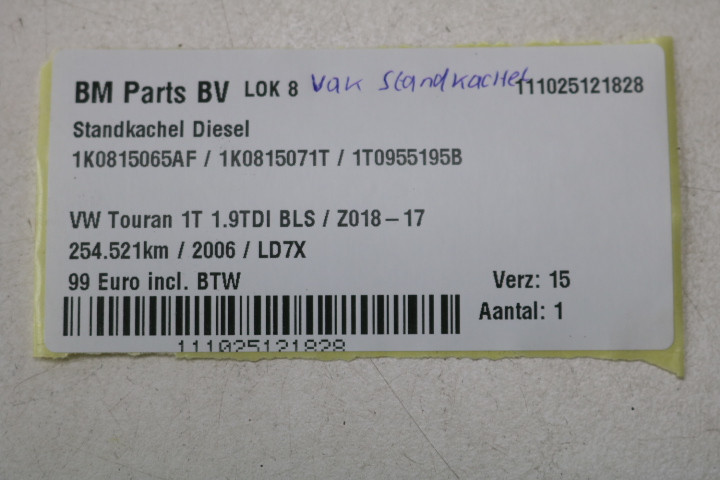 BM Parts BV LOK 8 Vak Standkachel 111025121828
Standkachel Diesel
1K0815065AF / 1K0815071T / 1T0955195B
VW Touran 1T 1.9TDI BLS / Z018-17
254.521km / 2006 / LD7X
99 Euro incl. BTW Verz: 15
Aantal: 1
111025121828